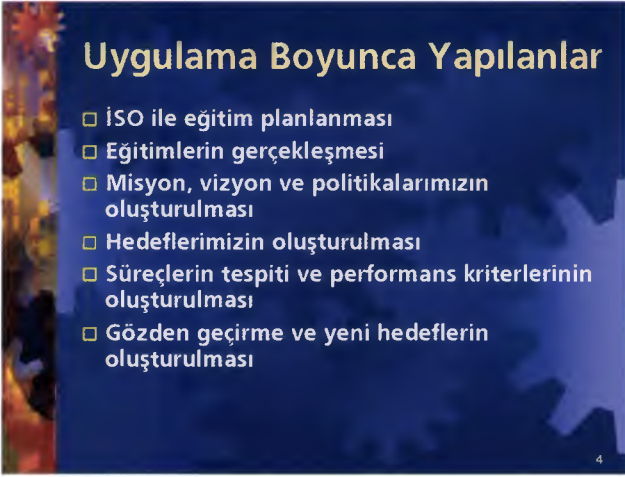 Uygulama Boyunca Yapılanlar
İSO ile eğitim planlanması
Eğitimlerin gerçekleşmesi
Misyon, vizyon ve politikalarımızın
oluşturulması
Hedeflerimizin oluşturulması
Süreçlerin tespiti ve performans kriterlerinin
oluşturulması
Gözden geçirme ve yeni hedeflerin
oluşturulması
4